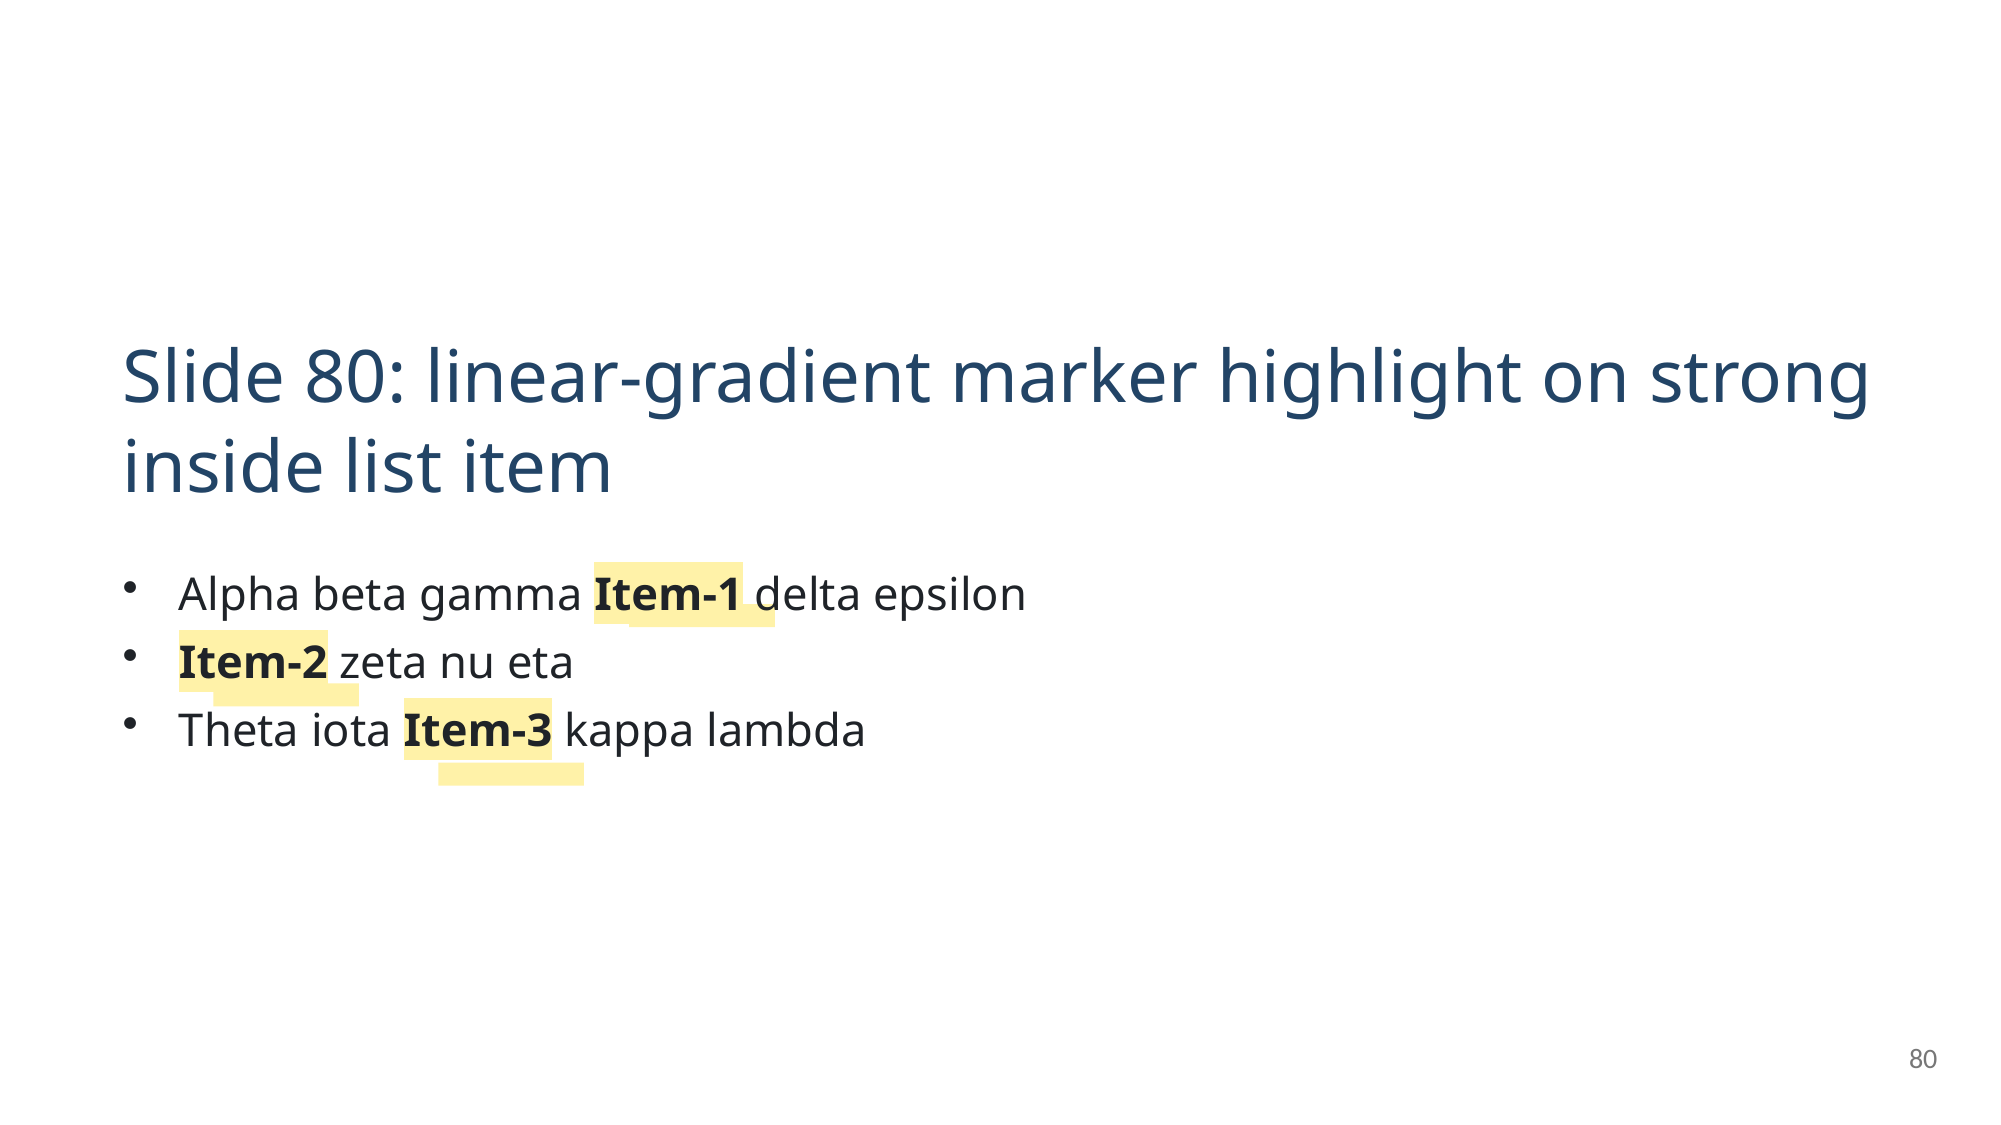 Slide 80: linear-gradient marker highlight on strong
inside list item
• Alpha beta gamma Item-1 delta epsilon
• Item-2 zeta nu eta
• Theta iota Item-3 kappa lambda
80